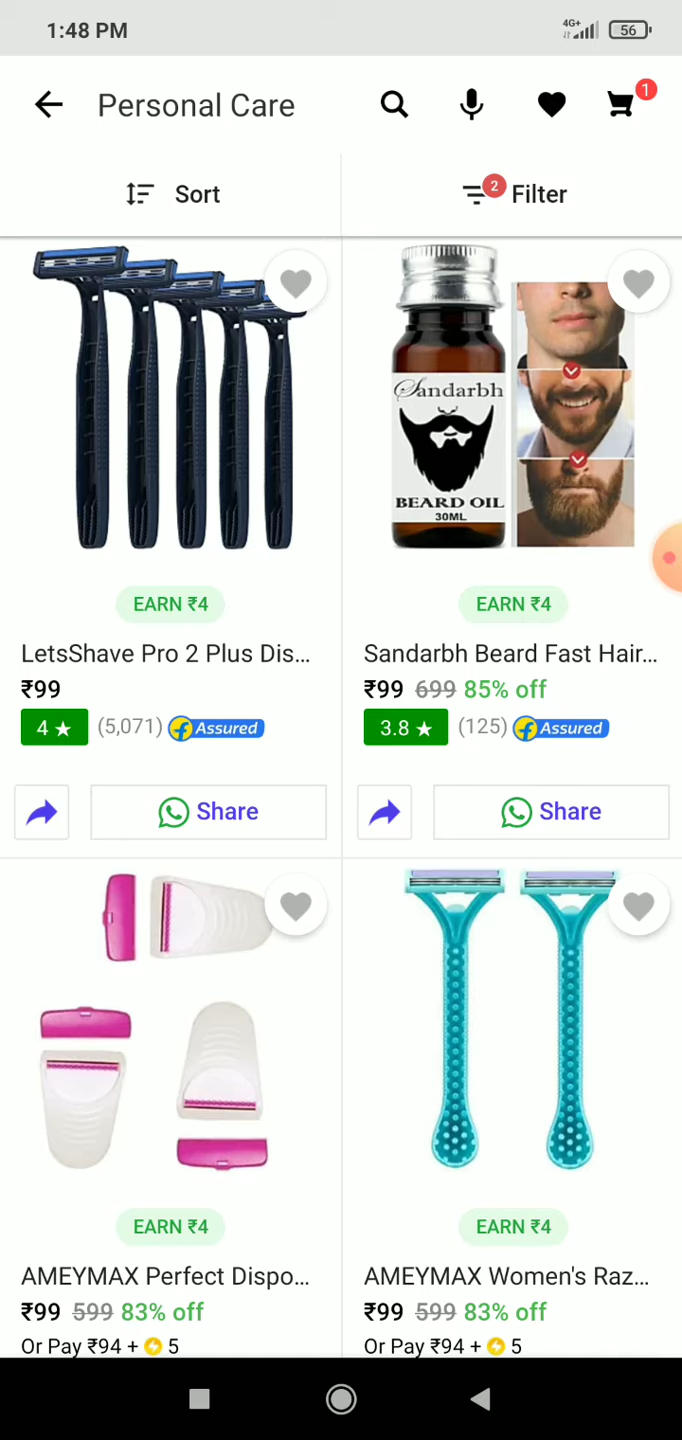 1:48 PM
4G+
56
Personal Care
1
Sort
2
Filter
Sandarbh
BEARD OIL
30ML
EARN ₹4
EARN ₹4
LetsShave Pro 2 Plus Dis...
Sandarbh Beard Fast Hair...
₹99
₹99 699 85% off
4 ★ (5,071) Assured
3.8 ★ (125) Assured
Share
Share
EARN ₹4
EARN ₹4
AMEYMAX Perfect Dispo...
AMEYMAX Women's Raz...
₹99 599 83% off
₹99 599 83% off
Or Pay ₹94 + 5
Or Pay ₹94 + 5